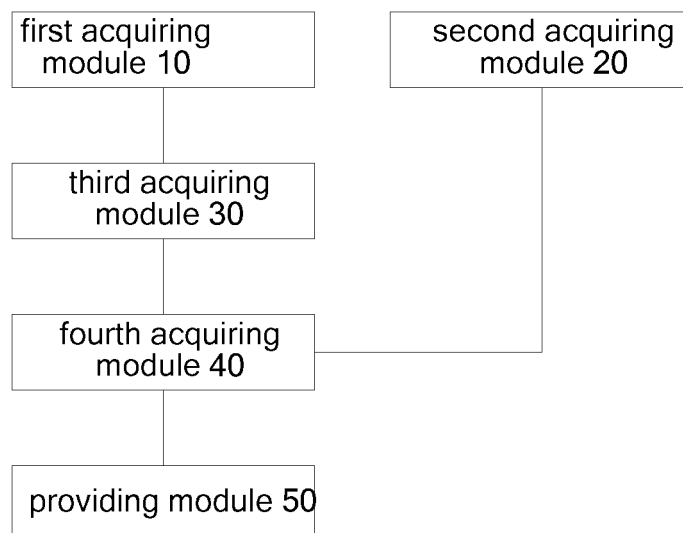 first acquiring
module 10
second acquiring
module 20
third acquiring
module 30
fourth acquiring
module 40
providing module 50